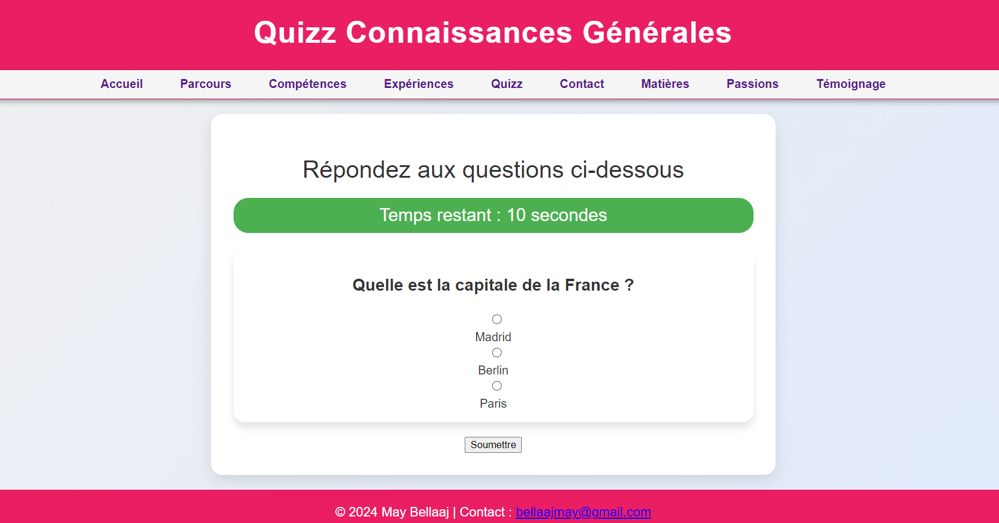 Quizz Connaissances Générales
Accueil Parcours Compétences Expériences Quizz Contact Matières Passions Témoignage
Répondez aux questions ci-dessous
Temps restant : 10 secondes
Quelle est la capitale de la France ?
Madrid
Berlin
Paris
Soumettre
© 2024 May Bellaaj | Contact : bellaajmay@gmail.com